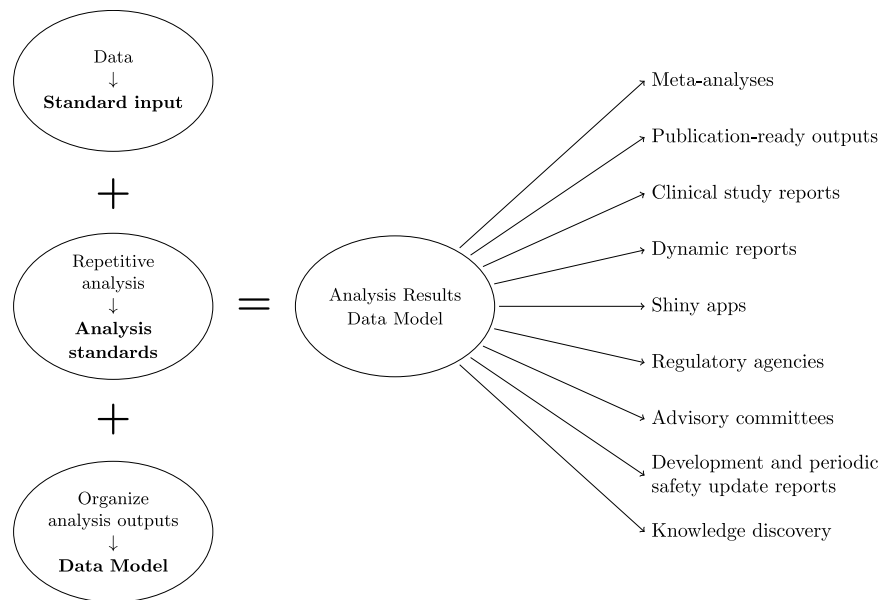 Data
↓
Standard input
+
Repetitive
analysis
↓
Analysis
standards
+
Organize
analysis outputs
↓
Data Model
=
Analysis Results
Data Model
Meta-analyses
Publication-ready outputs
Clinical study reports
Dynamic reports
Shiny apps
Regulatory agencies
Advisory committees
Development and periodic
safety update reports
Knowledge discovery